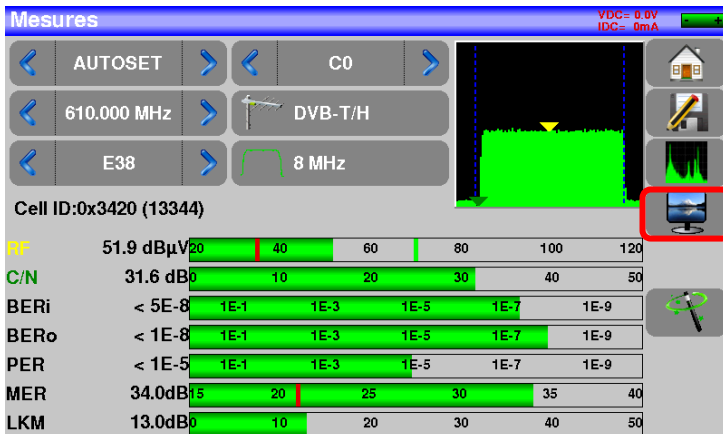 Mesures
VDC= 0.0V
IDC= 0mA
- +
AUTOSET
C0
610.000 MHz
DVB-T/H
E38
8 MHz
Cell ID:0x3420 (13344)
RF 51.9 dBµV 20 40 60 80 100 120
C/N 31.6 dB 0 10 20 30 40 50
BERi < 5E-8 1E-1 1E-3 1E-5 1E-7 1E-9
BERo < 1E-8 1E-1 1E-3 1E-5 1E-7 1E-9
PER < 1E-5 1E-1 1E-3 1E-5 1E-7 1E-9
MER 34.0dB 15 20 25 30 35 40
LKM 13.0dB 0 10 20 30 40 50